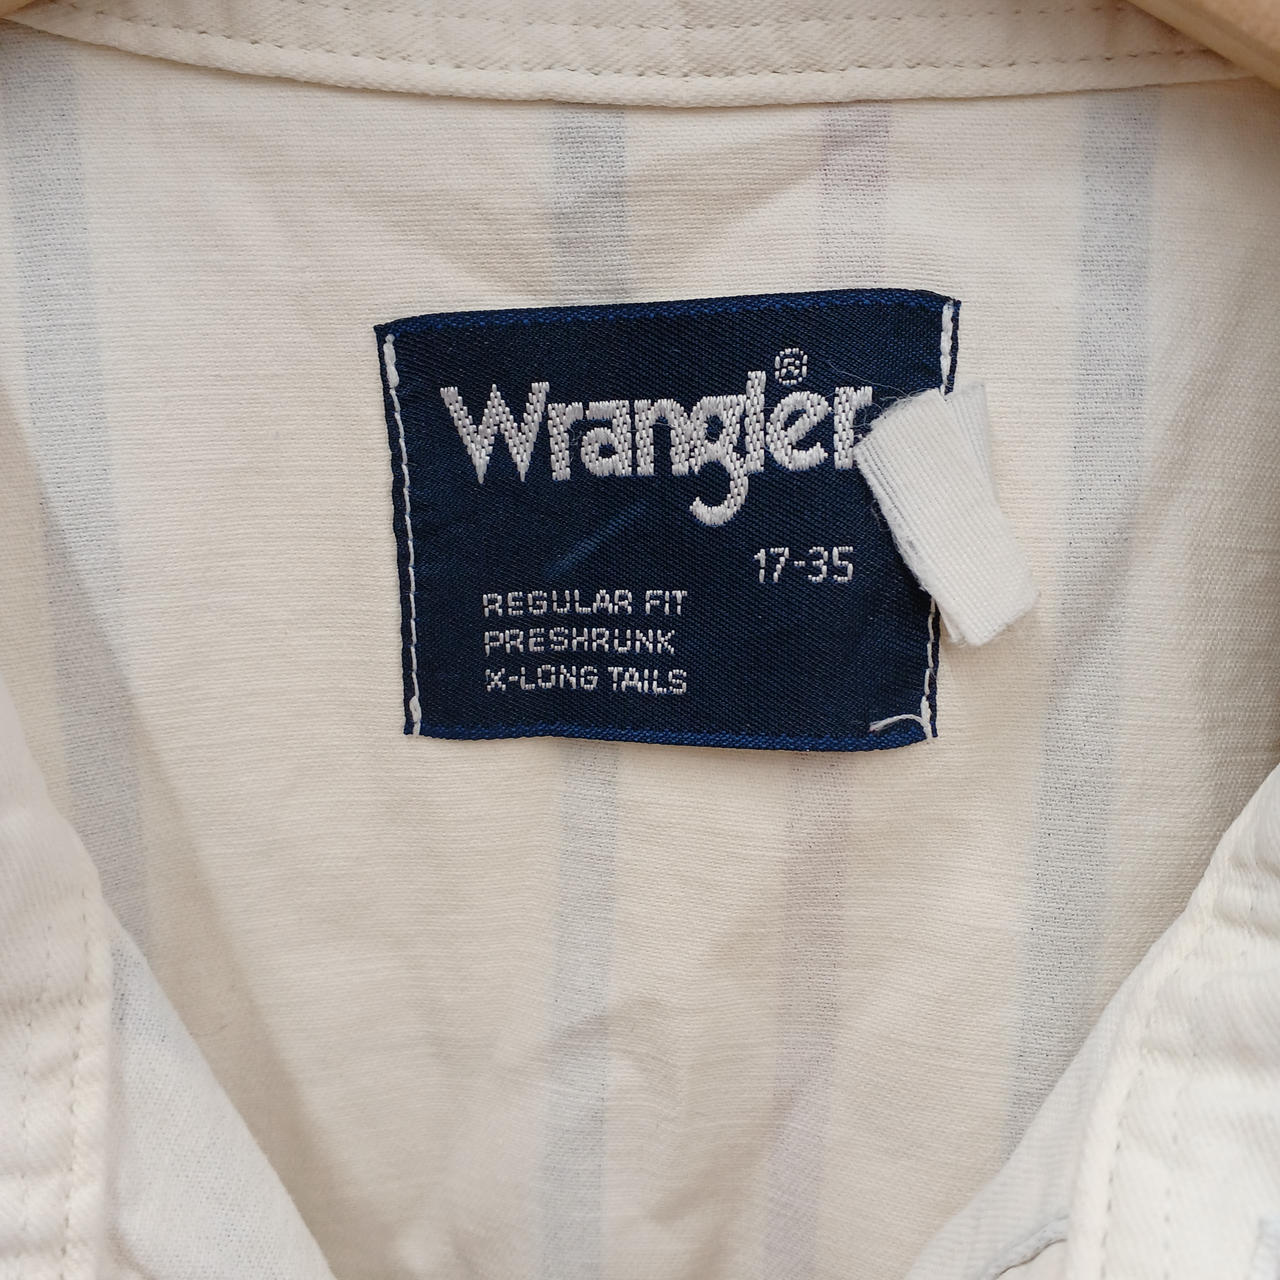 Wrangler®
17-35
REGULAR FIT
PRESHRUNK
X-LONG TAILS